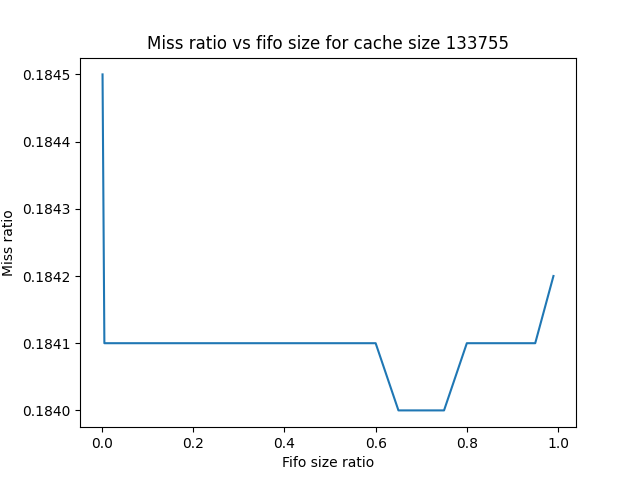 Miss ratio vs fifo size for cache size 133755
0.1845
0.1844
0.1843
0.1842
0.1841
0.1840
Miss ratio
0.0 0.2 0.4 0.6 0.8 1.0
Fifo size ratio